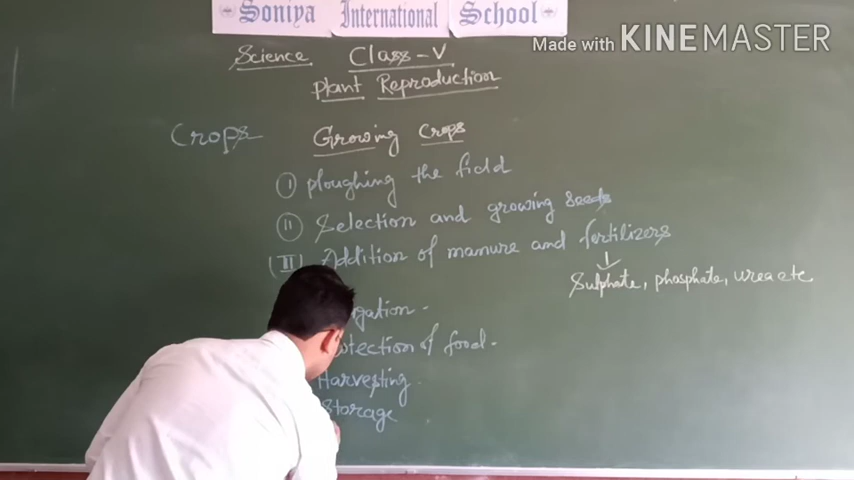 Soniya International School
Made with KINEMASTER
Science Class-V
Plant Reproduction
Crops Growing Crops
(I) ploughing the field
(II) Selection and growing seeds
(III) Addition of manure and fertilizers
Sulphate, phosphate, urea etc
gation.
otection of food.
Harvesting.
Storage